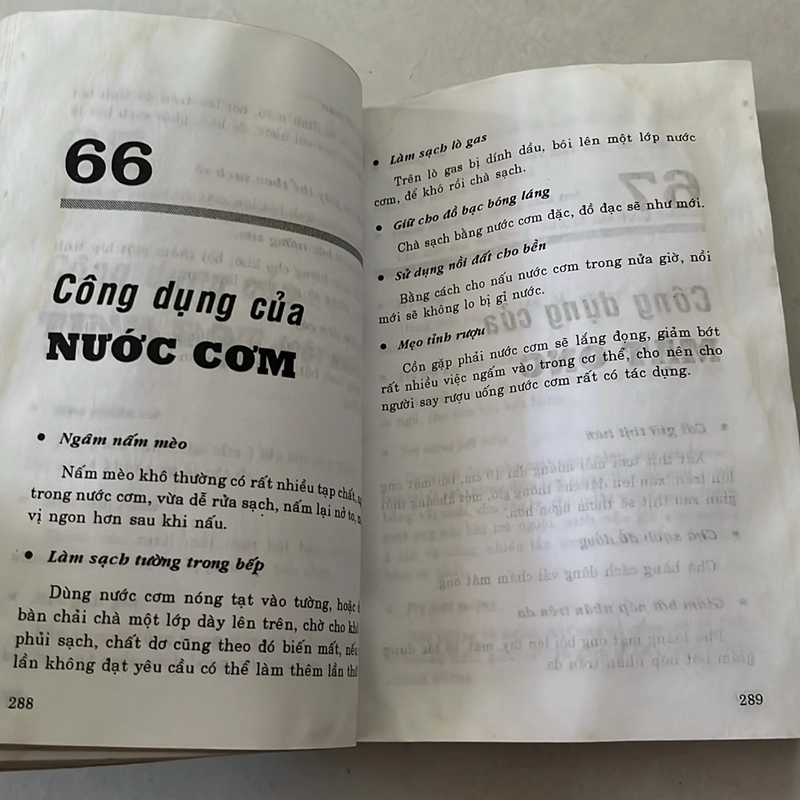 66
Công dụng của
NƯỚC CƠM
• Ngâm nấm mèo
Nấm mèo khô thường có rất nhiều tạp chất,
trong nước cơm, vừa dễ rửa sạch, nấm lại nở to,
vị ngon hơn sau khi nấu.
• Làm sạch tường trong bếp
Dùng nước cơm nóng tạt vào tường, hoặc
bàn chải chà một lớp dày lên trên, chờ cho
phủi sạch, chất dơ cũng theo đó biến mất, nếu
lần không đạt yêu cầu có thể làm thêm lần
288
• Làm sạch lò gas
Trên lò gas bị dính dầu, bôi lên một lớp nước
cơm, để khô rồi chà sạch.
• Giữ cho đồ bạc bóng láng
Chà sạch bằng nước cơm đặc, đồ đạc sẽ như mới.
• Sử dụng nồi đất cho bền
Bằng cách cho nấu nước cơm trong nửa giờ, nồi
mới sẽ không lo bị gỉ nước.
• Mẹo tỉnh rượu
Cồn gặp phải nước cơm sẽ lắng đọng, giảm bớt
rất nhiều việc ngấm vào trong cơ thể, cho nên cho
người say rượu uống nước cơm rất có tác dụng.
289